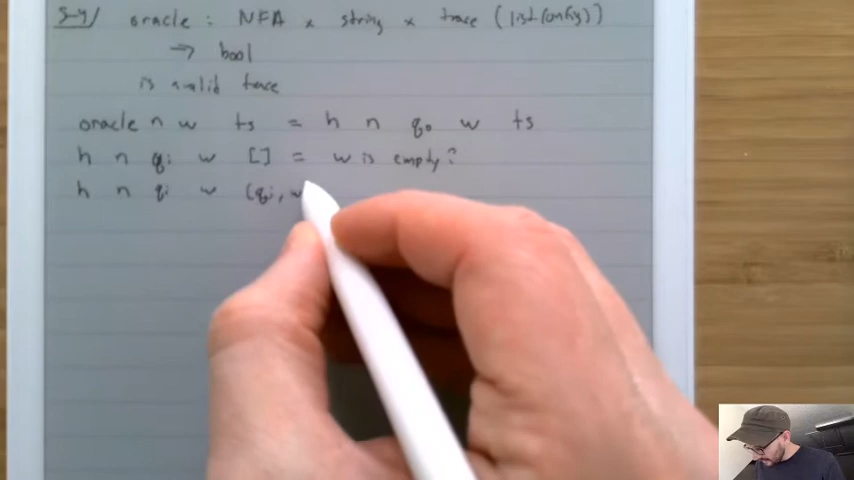 5-4/ oracle : NFA x string x trace (list config)
→ bool
is valid trace
oracle n w ts = h n q₀ w ts
h n qi w [] = w is empty?
h n qi w (qj, w